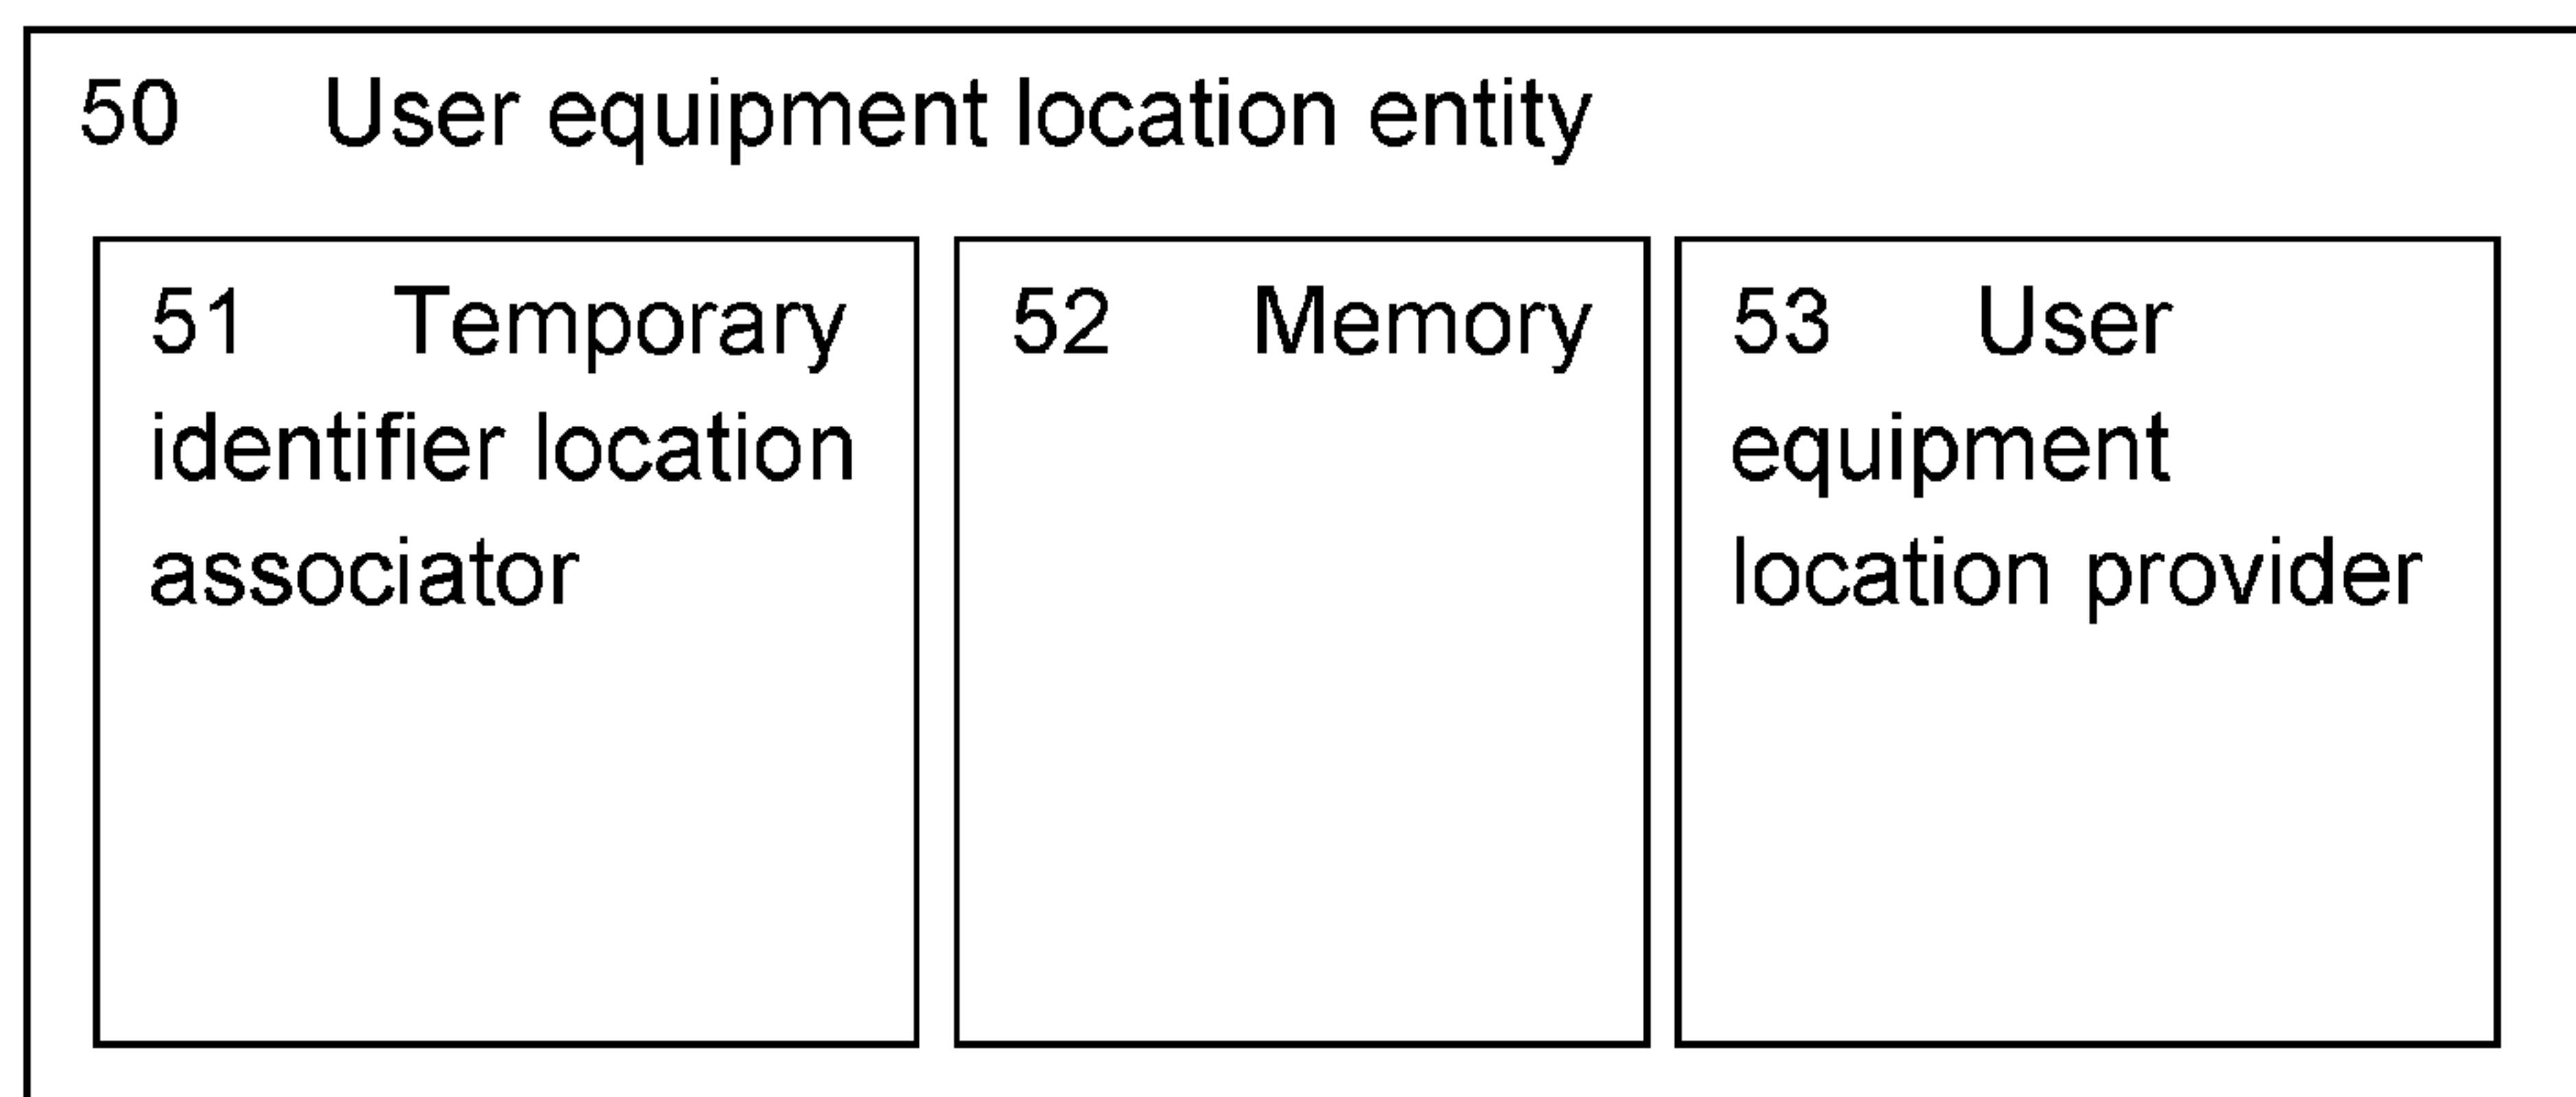 50 User equipment location entity
51 Temporary
identifier location
associator
52 Memory
53 User
equipment
location provider